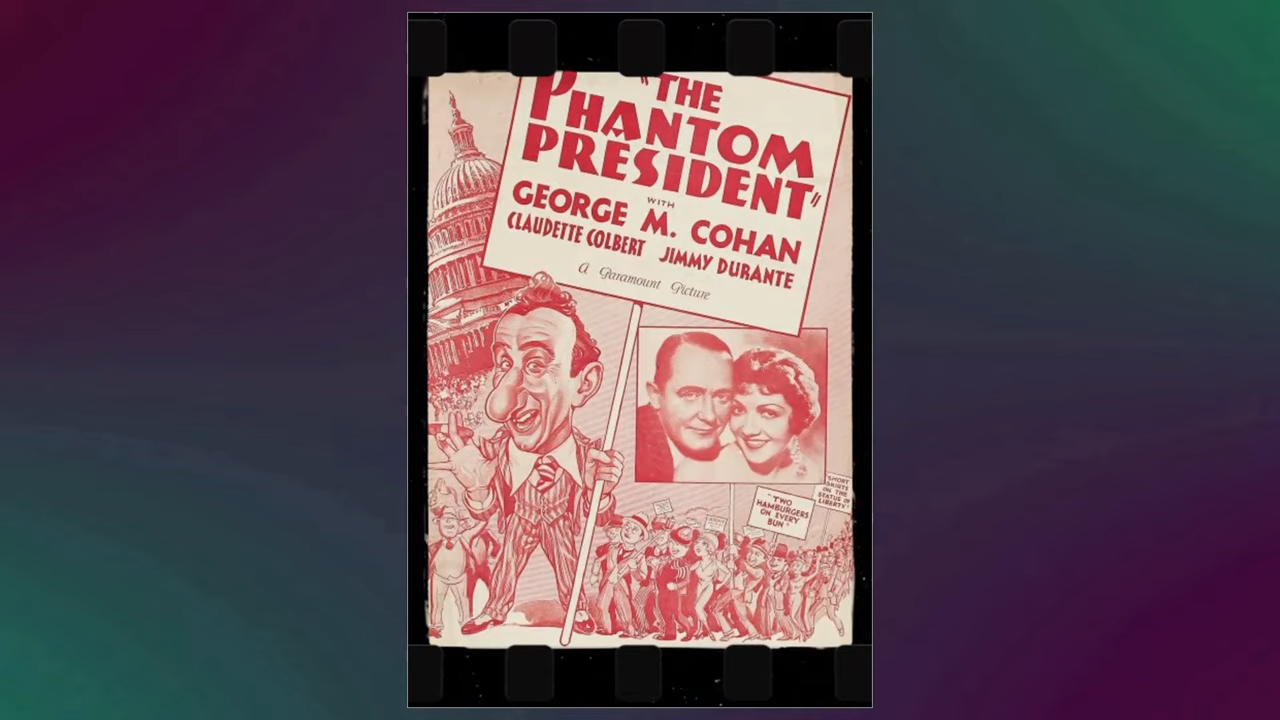 "THE
PHANTOM
PRESIDENT"
WITH
GEORGE M. COHAN
CLAUDETTE COLBERT JIMMY DURANTE
a Paramount Picture
"SHORT
SKIRTS
ON THE
STATUE OF
LIBERTY"
"TWO
HAMBURGERS
ON EVERY
BUN"